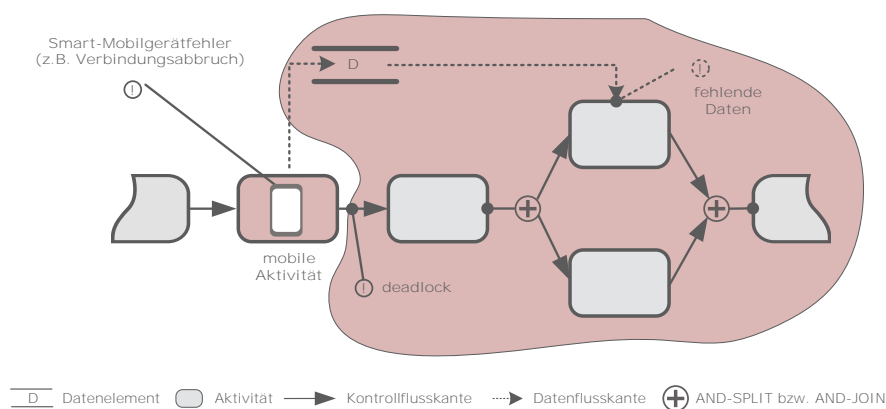 Smart-Mobilgerätfehler
(z.B. Verbindungsabbruch)
!
D
!
fehlende
Daten
mobile
Aktivität
!
deadlock
D Datenelement Aktivität Kontrollflusskante Datenflusskante AND-SPLIT bzw. AND-JOIN